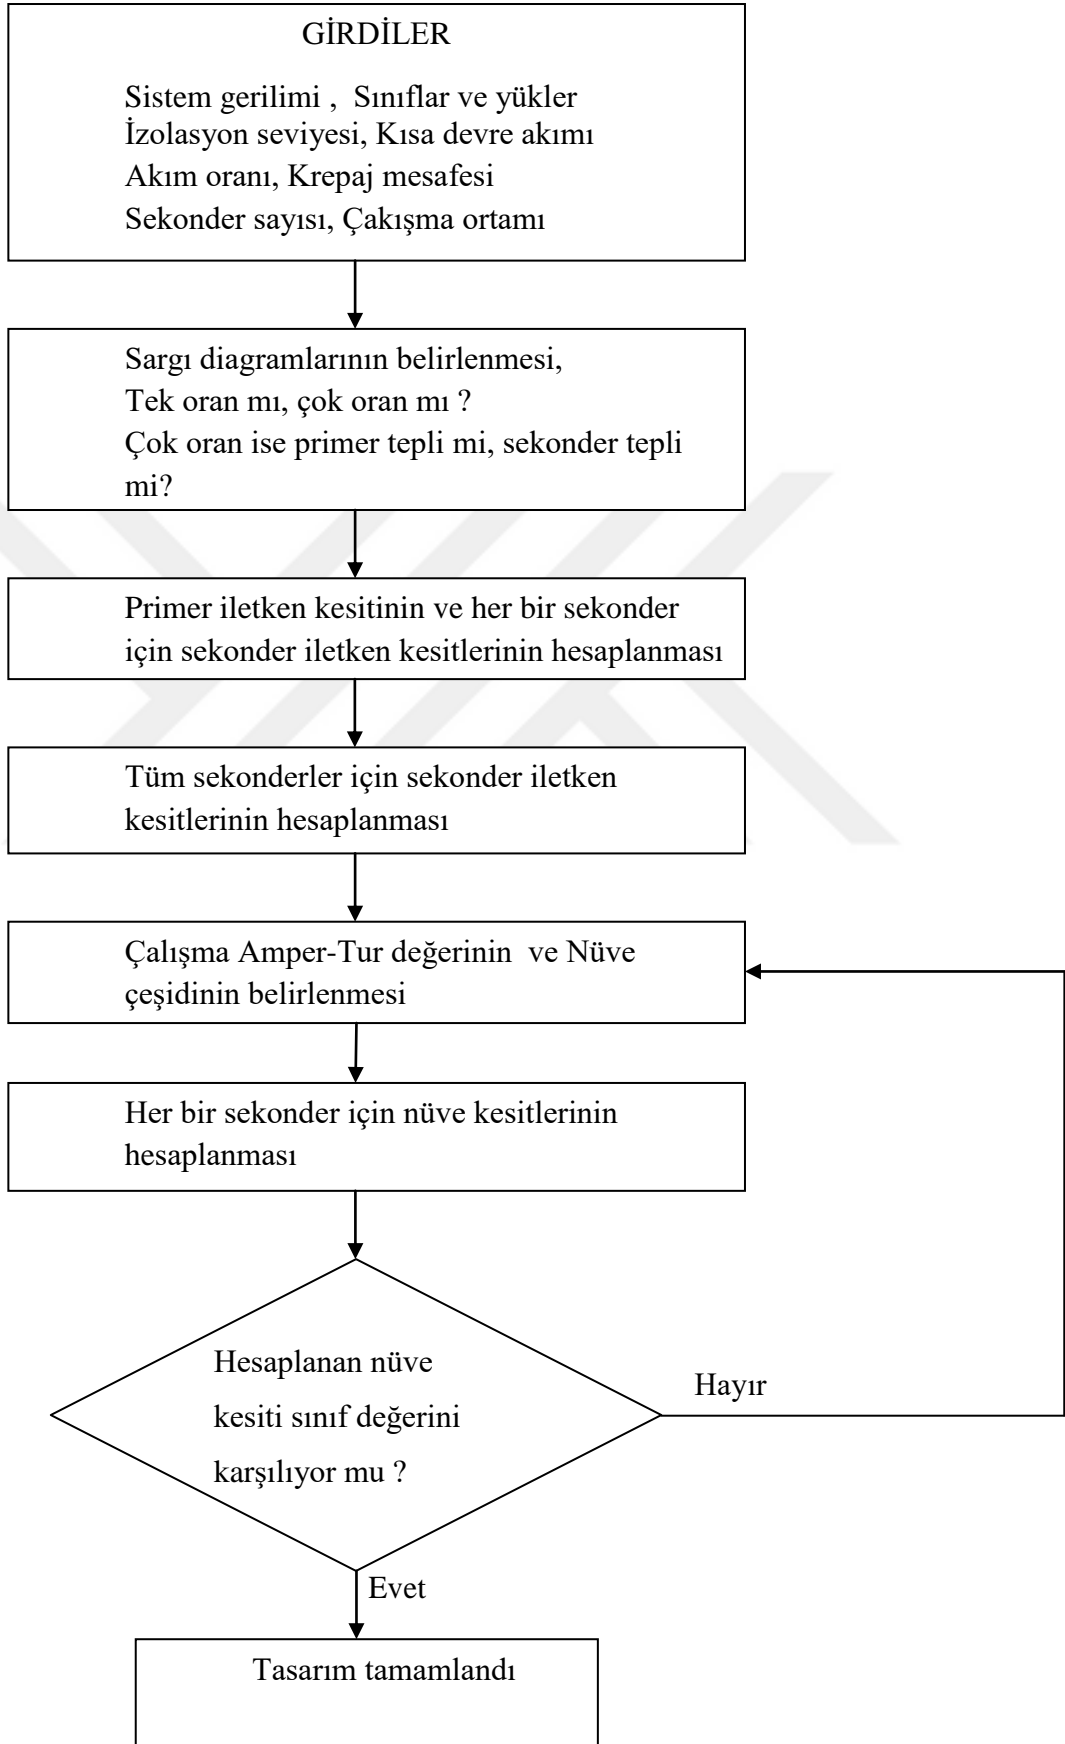 GİRDİLER
Sistem gerilimi , Sınıflar ve yükler
İzolasyon seviyesi, Kısa devre akımı
Akım oranı, Krepaj mesafesi
Sekonder sayısı, Çakışma ortamı
Sargı diagramlarının belirlenmesi,
Tek oran mı, çok oran mı ?
Çok oran ise primer tepli mi, sekonder tepli
mi?
Primer iletken kesitinin ve her bir sekonder
için sekonder iletken kesitlerinin hesaplanması
Tüm sekonderler için sekonder iletken
kesitlerinin hesaplanması
Çalışma Amper-Tur değerinin ve Nüve
çeşidinin belirlenmesi
Her bir sekonder için nüve kesitlerinin
hesaplanması
Hesaplanan nüve
kesiti sınıf değerini
karşılıyor mu ?
Hayır
Evet
Tasarım tamamlandı